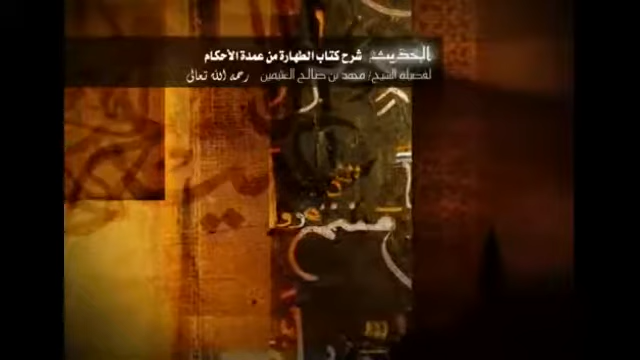 الحديث شرح كتاب الطهارة من عمدة الأحكام
لفضيلة الشيخ/ محمد بن صالح العثيمين رحمه الله تعالى